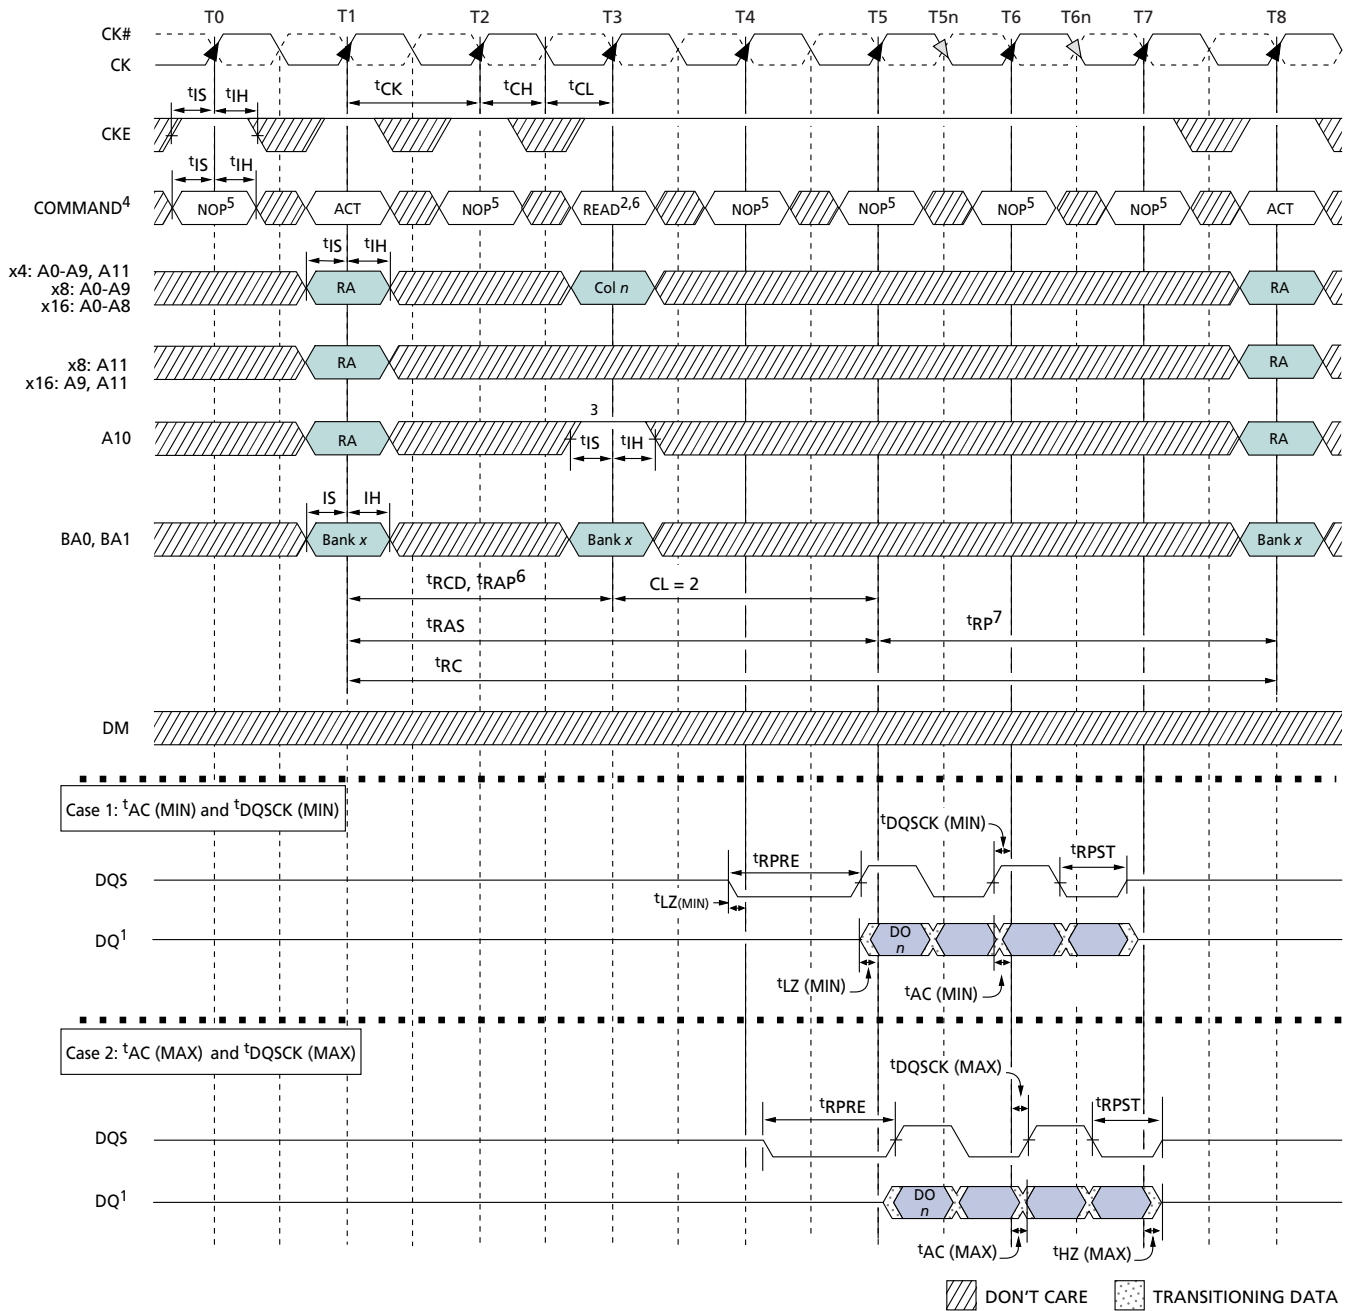 T0 T1 T2 T3 T4 T5 T5n T6 T6n T7 T8
CK#
CK
tCK tCH tCL
tIS tIH
CKE
tIS tIH
COMMAND4 NOP5 ACT NOP5 READ2,6 NOP5 NOP5 NOP5 NOP5 ACT
tIS tIH
x4: A0-A9, A11
x8: A0-A9
x16: A0-A8
RA Col n RA
x8: A11
x16: A9, A11
RA RA
3
A10 RA tIS tIH RA
IS IH
BA0, BA1 Bank x Bank x Bank x
tRCD, tRAP6 CL = 2
tRAS tRP7
tRC
DM
Case 1: tAC (MIN) and tDQSCK (MIN)
tDQSCK (MIN)
tRPRE tRPST
DQS
tLZ(MIN)
DQ1 DO
n
tLZ (MIN) tAC (MIN)
Case 2: tAC (MAX) and tDQSCK (MAX)
tDQSCK (MAX)
tRPRE tRPST
DQS
DQ1 DO
n
tAC (MAX) tHZ (MAX)
DON'T CARE TRANSITIONING DATA